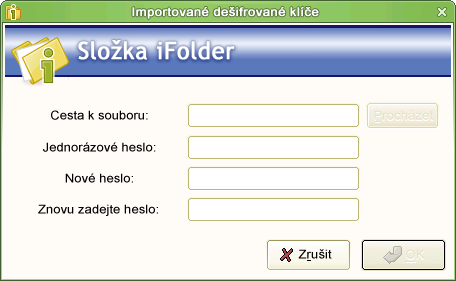 Importované dešifrované klíče
Složka iFolder
Cesta k souboru:
Procházet
Jednorázové heslo:
Nové heslo:
Znovu zadejte heslo:
Zrušit
OK